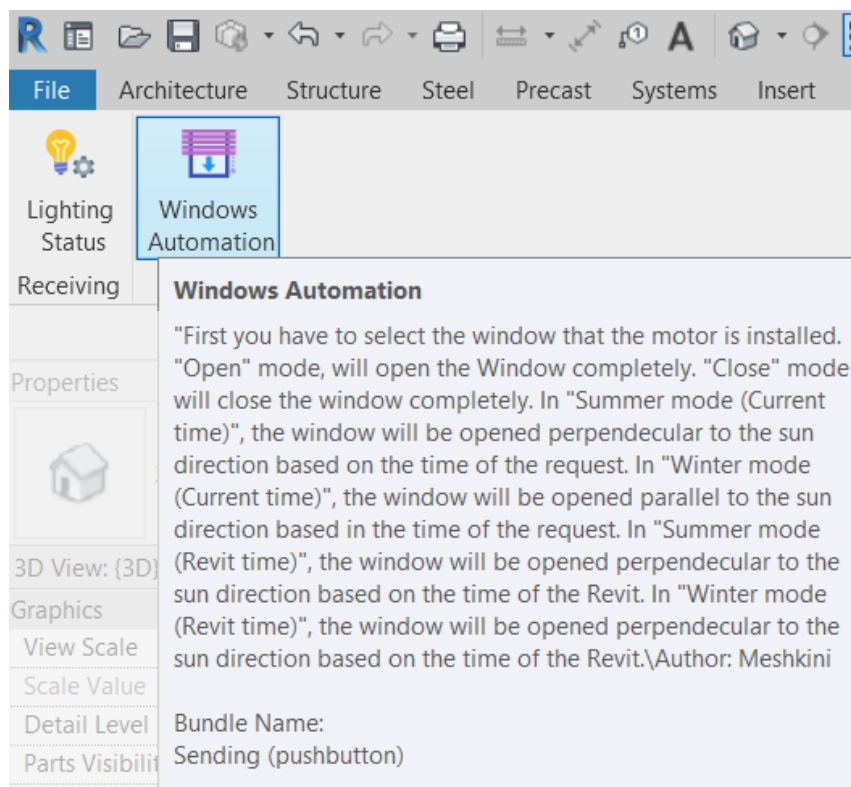 File Architecture Structure Steel Precast Systems Insert
Lighting Status
Windows Automation
Receiving
Windows Automation
"First you have to select the window that the motor is installed.
"Open" mode, will open the Window completely. "Close" mode
will close the window completely. In "Summer mode (Current
time)", the window will be opened perpendecular to the sun
direction based on the time of the request. In "Winter mode
(Current time)", the window will be opened parallel to the sun
direction based in the time of the request. In "Summer mode
(Revit time)", the window will be opened perpendecular to the
sun direction based on the time of the Revit. In "Winter mode
(Revit time)", the window will be opened perpendecular to the
sun direction based on the time of the Revit.\Author: Meshkini
Bundle Name:
Sending (pushbutton)
Properties
3D View: {3D}
Graphics
View Scale
Scale Value
Detail Level
Parts Visibilit